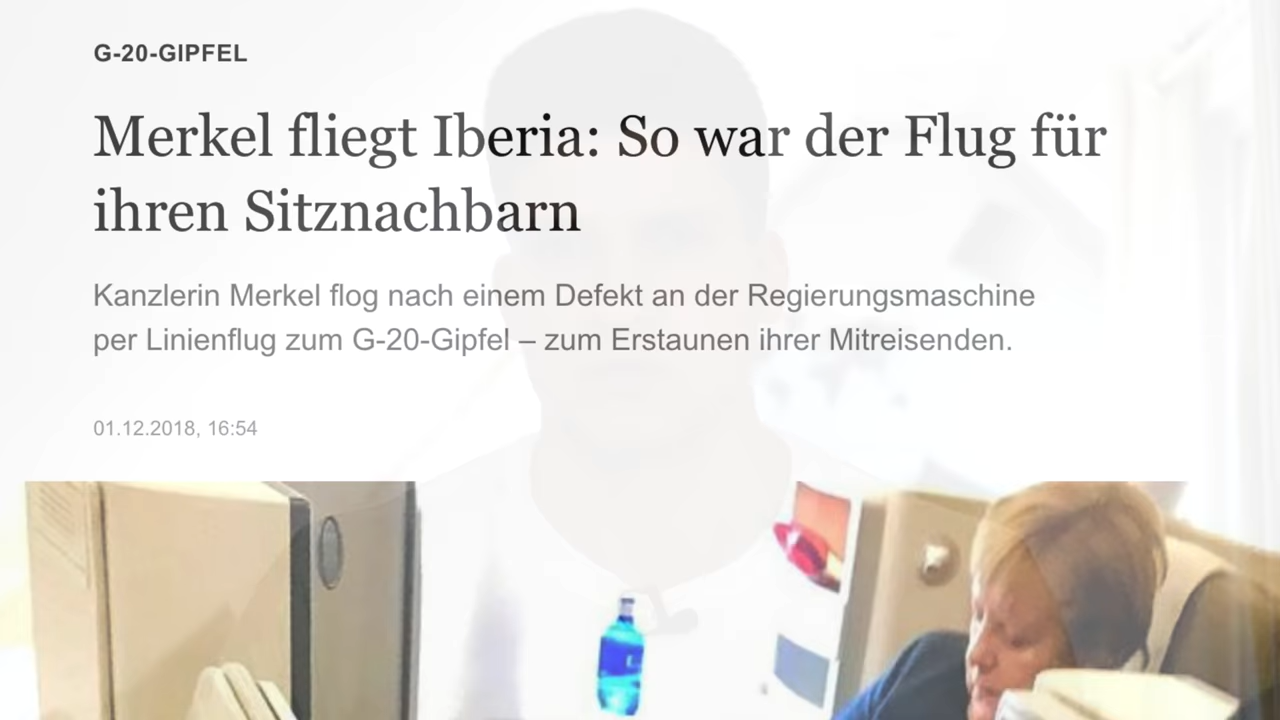 G-20-GIPFEL
Merkel fliegt Iberia: So war der Flug für
ihren Sitznachbarn
Kanzlerin Merkel flog nach einem Defekt an der Regierungsmaschine
per Linienflug zum G-20-Gipfel – zum Erstaunen ihrer Mitreisenden.
01.12.2018, 16:54